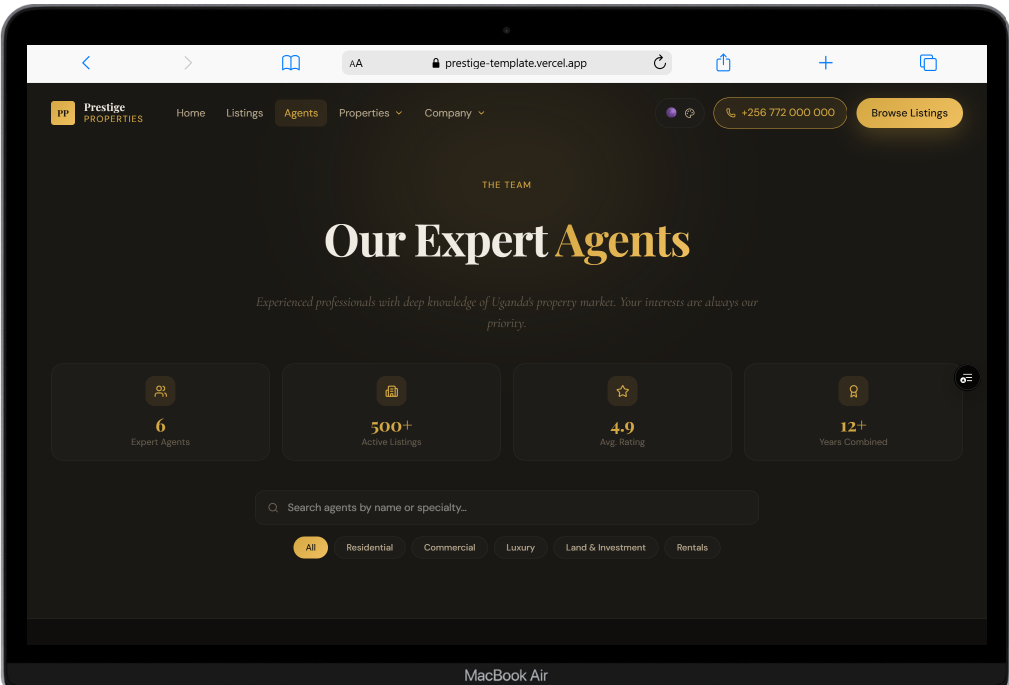 AA prestige-template.vercel.app
PP Prestige PROPERTIES
Home Listings Agents Properties Company +256 772 000 000 Browse Listings
THE TEAM
Our Expert Agents
Experienced professionals with deep knowledge of Uganda's property market. Your interests are always our
priority.
6
Expert Agents
500+
Active Listings
4.9
Avg. Rating
12+
Years Combined
Search agents by name or specialty...
All Residential Commercial Luxury Land & Investment Rentals
MacBook Air